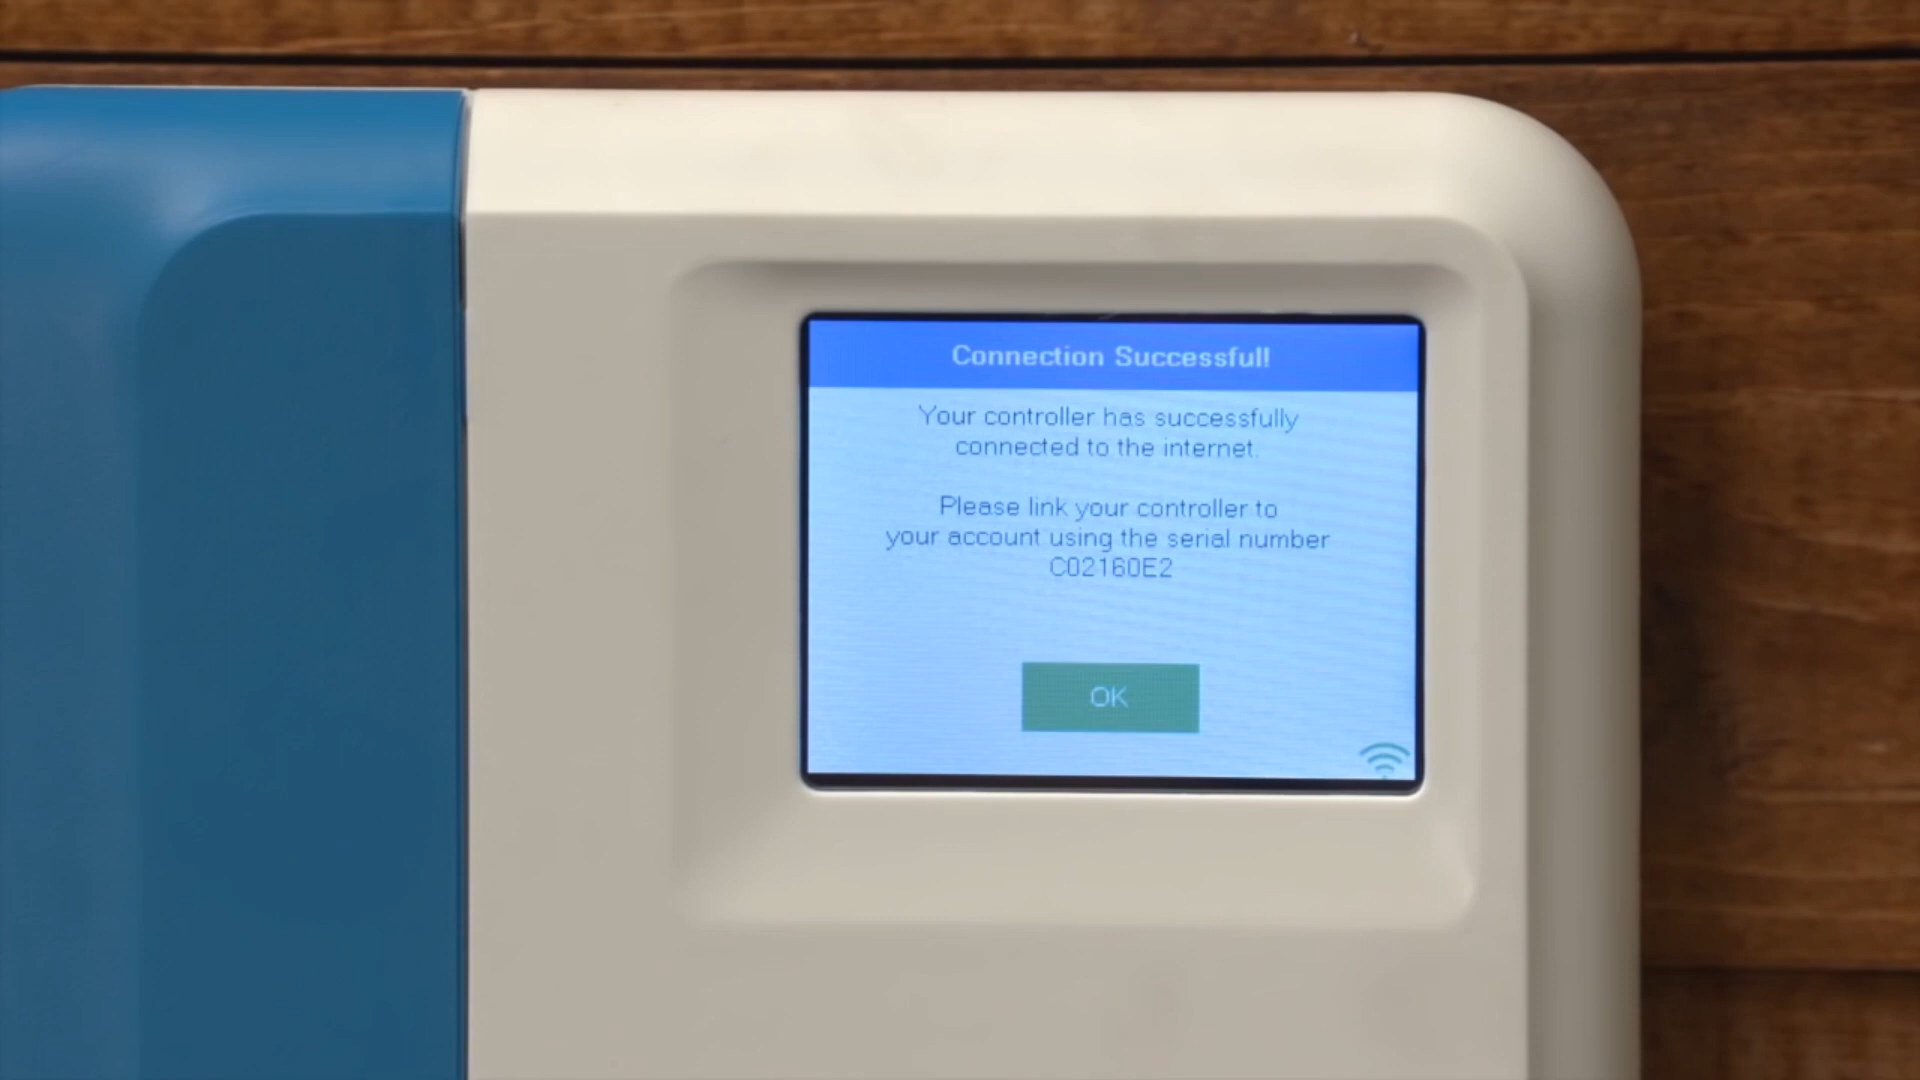 Connection Successful!
Your controller has successfully
connected to the internet.
Please link your controller to
your account using the serial number
C02160E2
OK